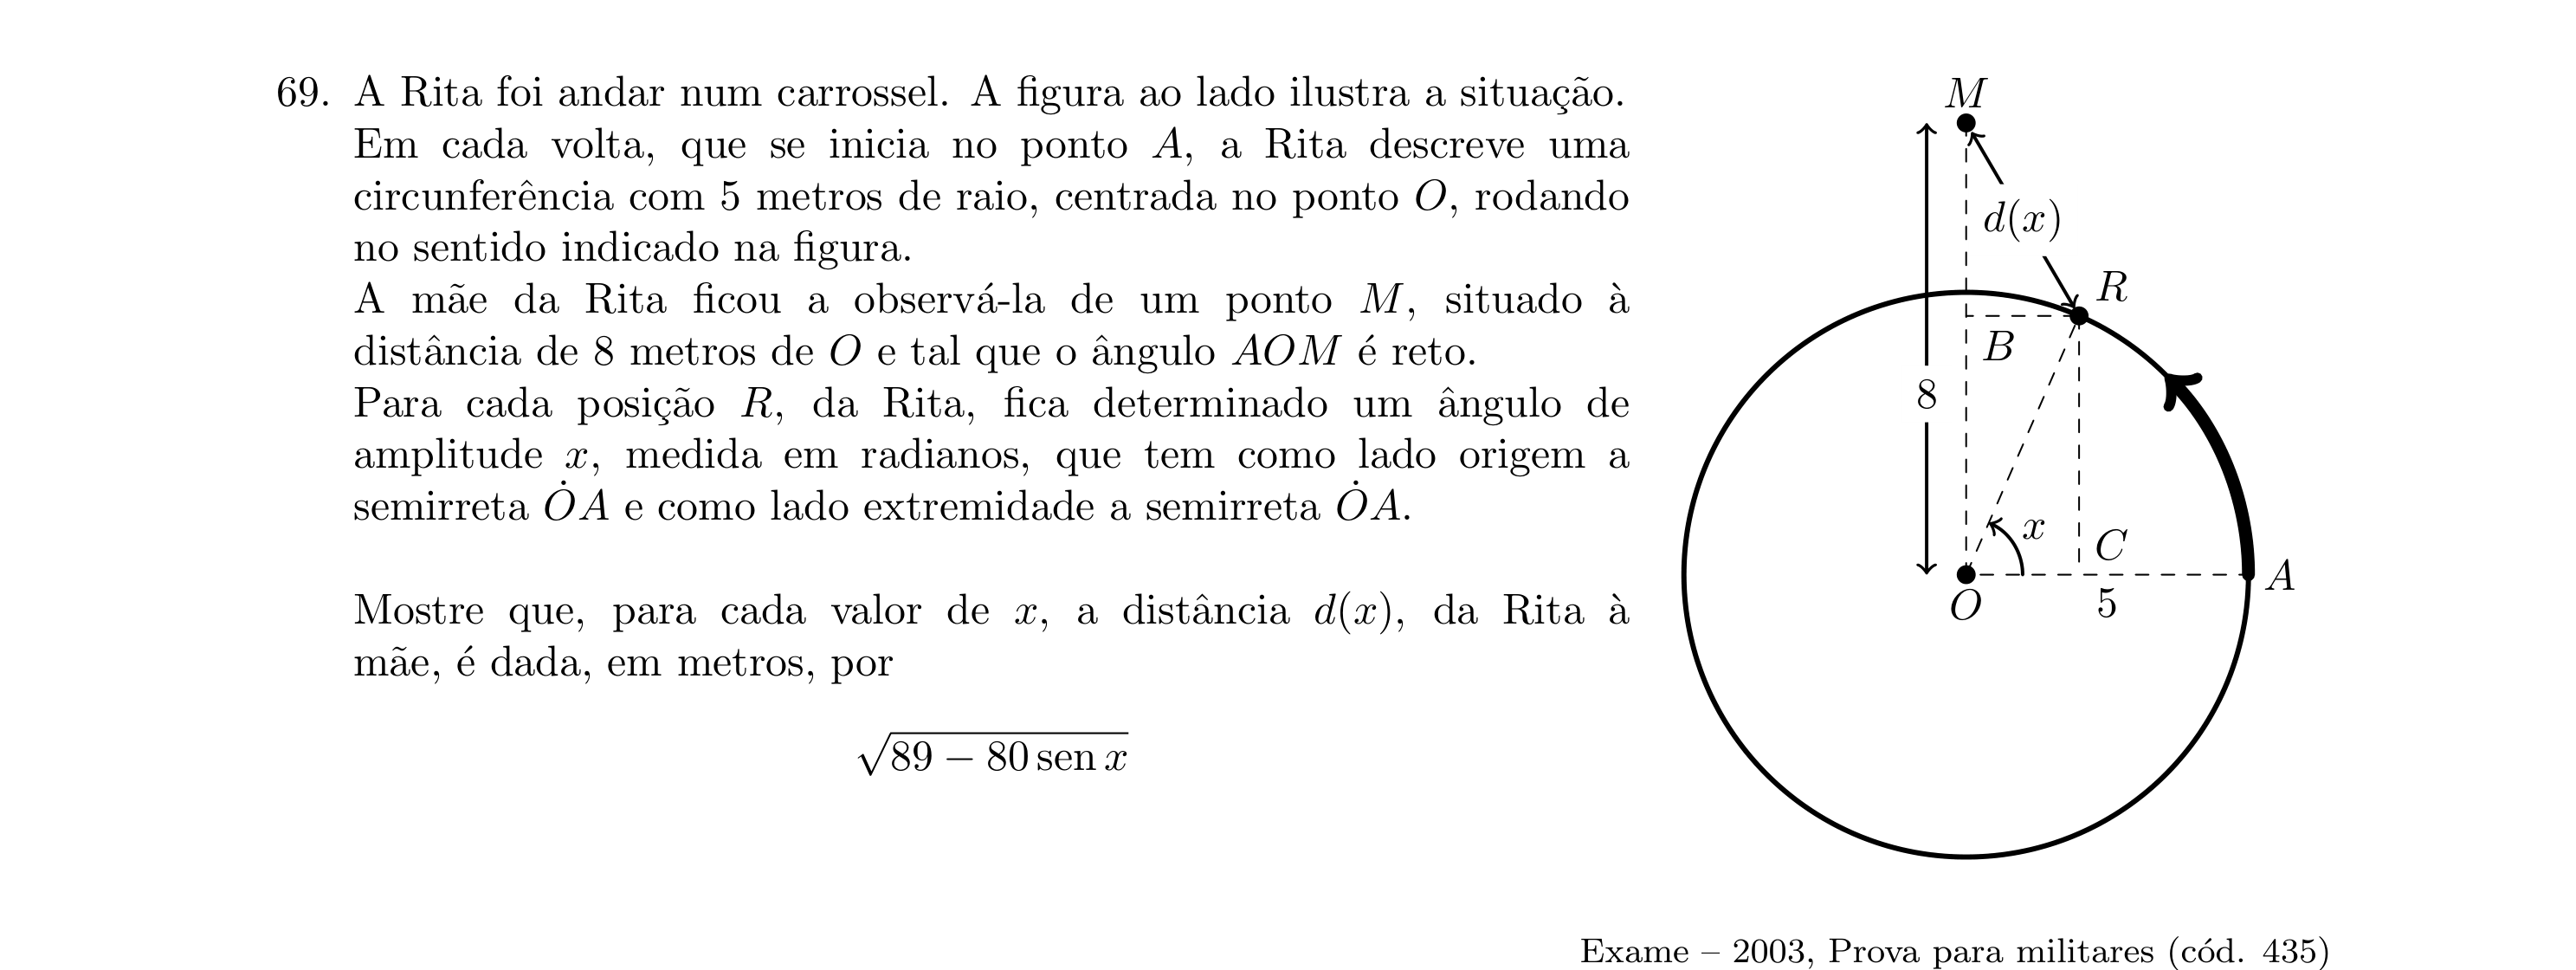 69. A Rita foi andar num carrossel. A figura ao lado ilustra a situação.
Em cada volta, que se inicia no ponto A, a Rita descreve uma
circunferência com 5 metros de raio, centrada no ponto O, rodando
no sentido indicado na figura.
A mãe da Rita ficou a observá-la de um ponto M, situado à
distância de 8 metros de O e tal que o ângulo AOM é reto.
Para cada posição R, da Rita, fica determinado um ângulo de
amplitude x, medida em radianos, que tem como lado origem a
semirreta ȮA e como lado extremidade a semirreta ȮA.
Mostre que, para cada valor de x, a distância d(x), da Rita à
mãe, é dada, em metros, por
√(89 − 80 sen x)
M
d(x)
R
B
8
x
C
A
O
5
Exame – 2003, Prova para militares (cód. 435)